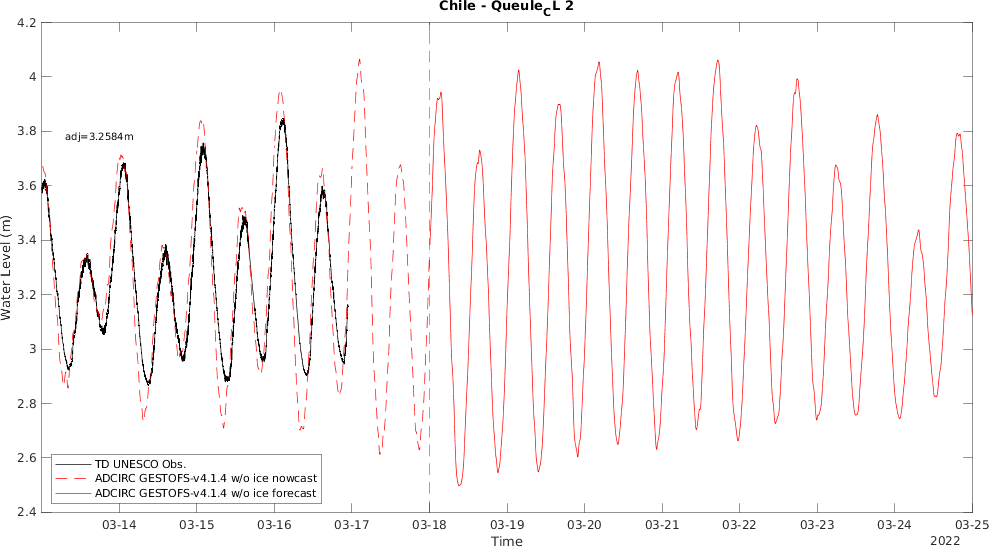 Chile - Queule_CL 2
4.2
4
3.8
3.6
3.4
3.2
3
2.8
2.6
2.4
Water Level (m)
adj=3.2584m
TD UNESCO Obs.
ADCIRC GESTOFS-v4.1.4 w/o ice nowcast
ADCIRC GESTOFS-v4.1.4 w/o ice forecast
03-14 03-15 03-16 03-17 03-18 03-19 03-20 03-21 03-22 03-23 03-24 03-25
Time
2022